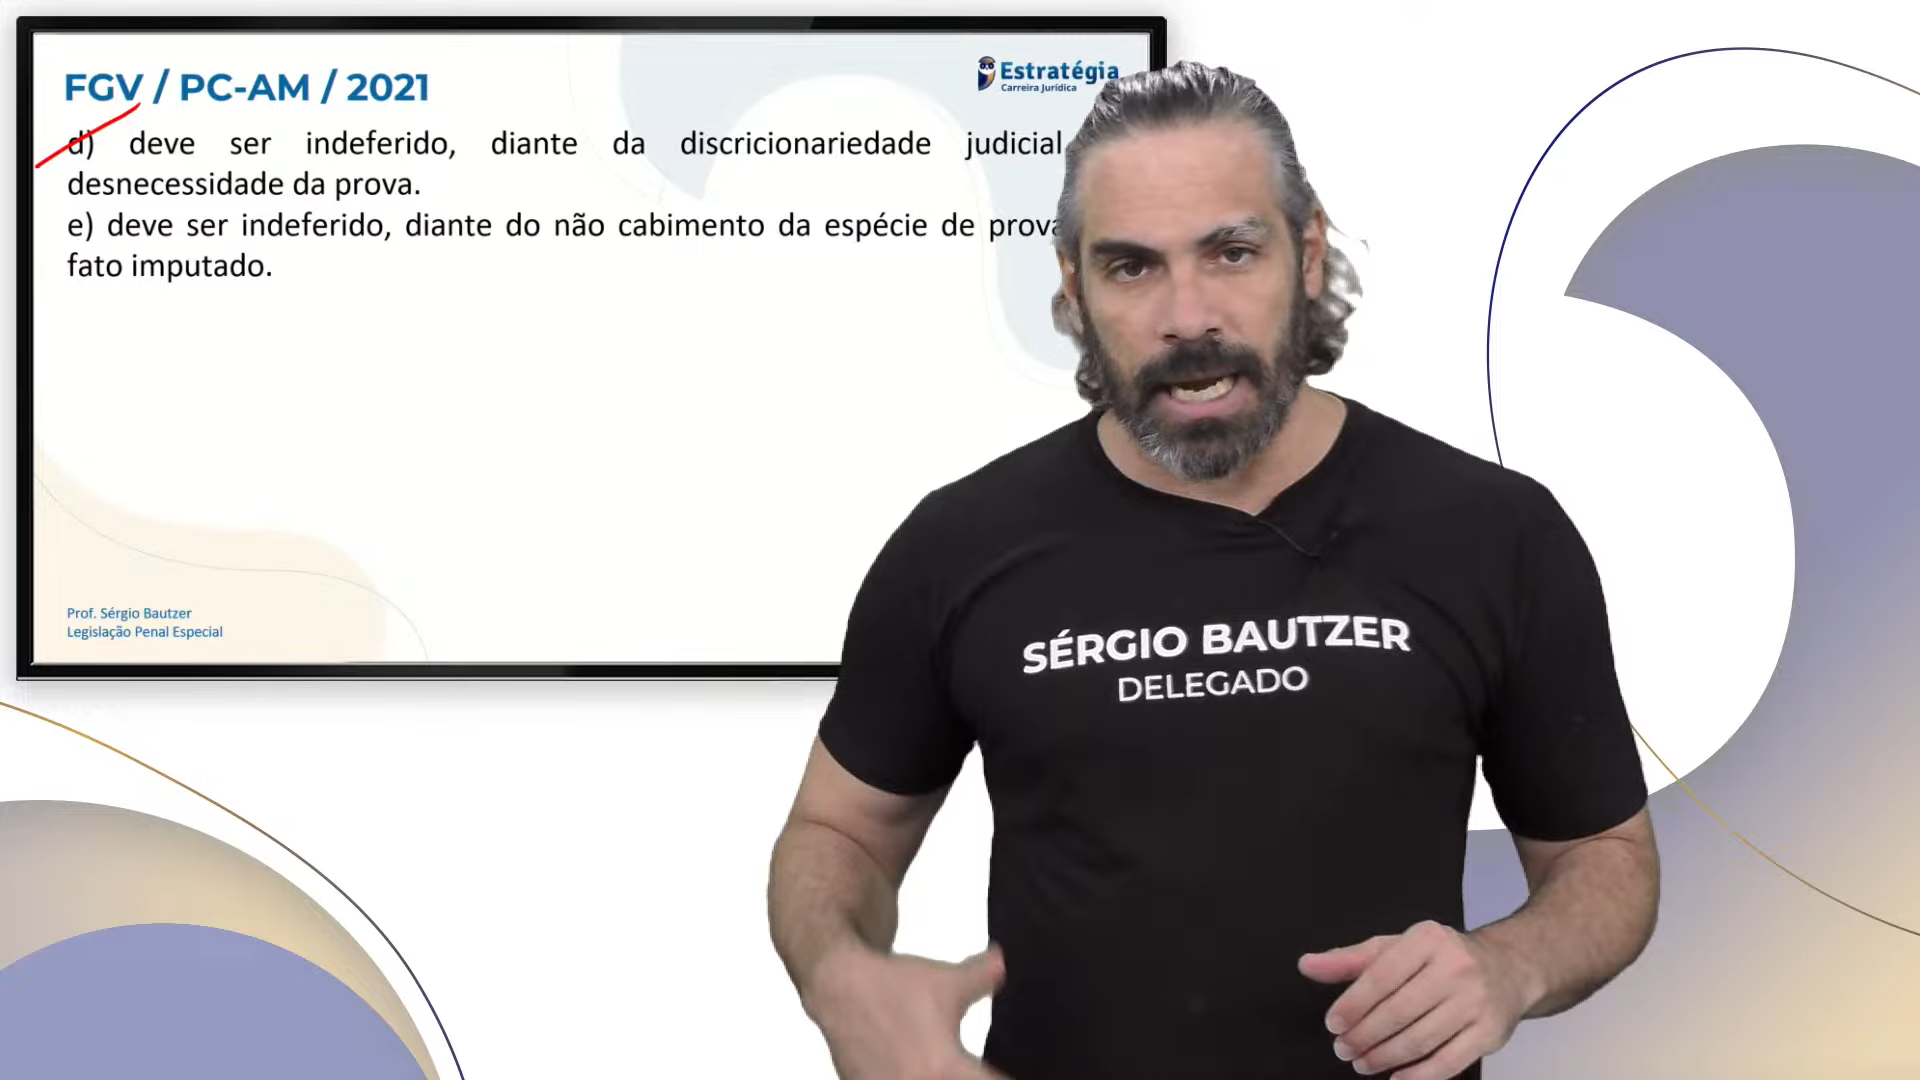 FGV / PC-AM / 2021
Estratégia
Carreira Jurídica
d) deve ser indeferido, diante da discricionariedade judicial
desnecessidade da prova.
e) deve ser indeferido, diante do não cabimento da espécie de prova
fato imputado.
Prof. Sérgio Bautzer
Legislação Penal Especial
SÉRGIO BAUTZER
DELEGADO